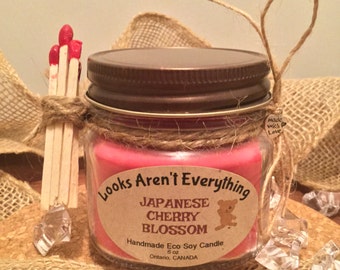 Looks Aren't Everything
JAPANESE
CHERRY
BLOSSOM
Handmade Eco Soy Candle
Ontario, CANADA